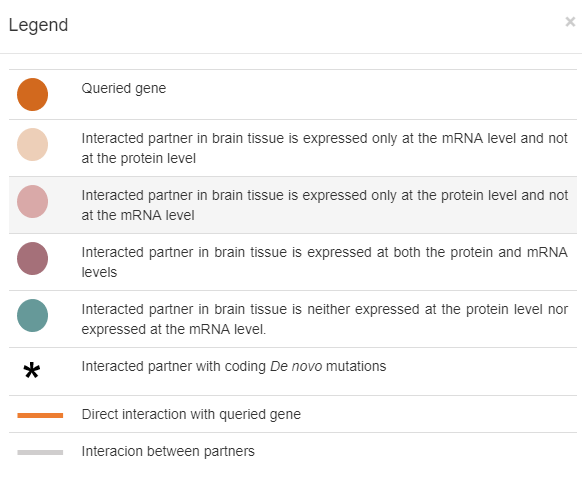 Legend
×
Queried gene
Interacted partner in brain tissue is expressed only at the mRNA level and not
at the protein level
Interacted partner in brain tissue is expressed only at the protein level and not
at the mRNA level
Interacted partner in brain tissue is expressed at both the protein and mRNA
levels
Interacted partner in brain tissue is neither expressed at the protein level nor
expressed at the mRNA level.
* Interacted partner with coding De novo mutations
Direct interaction with queried gene
Interacion between partners